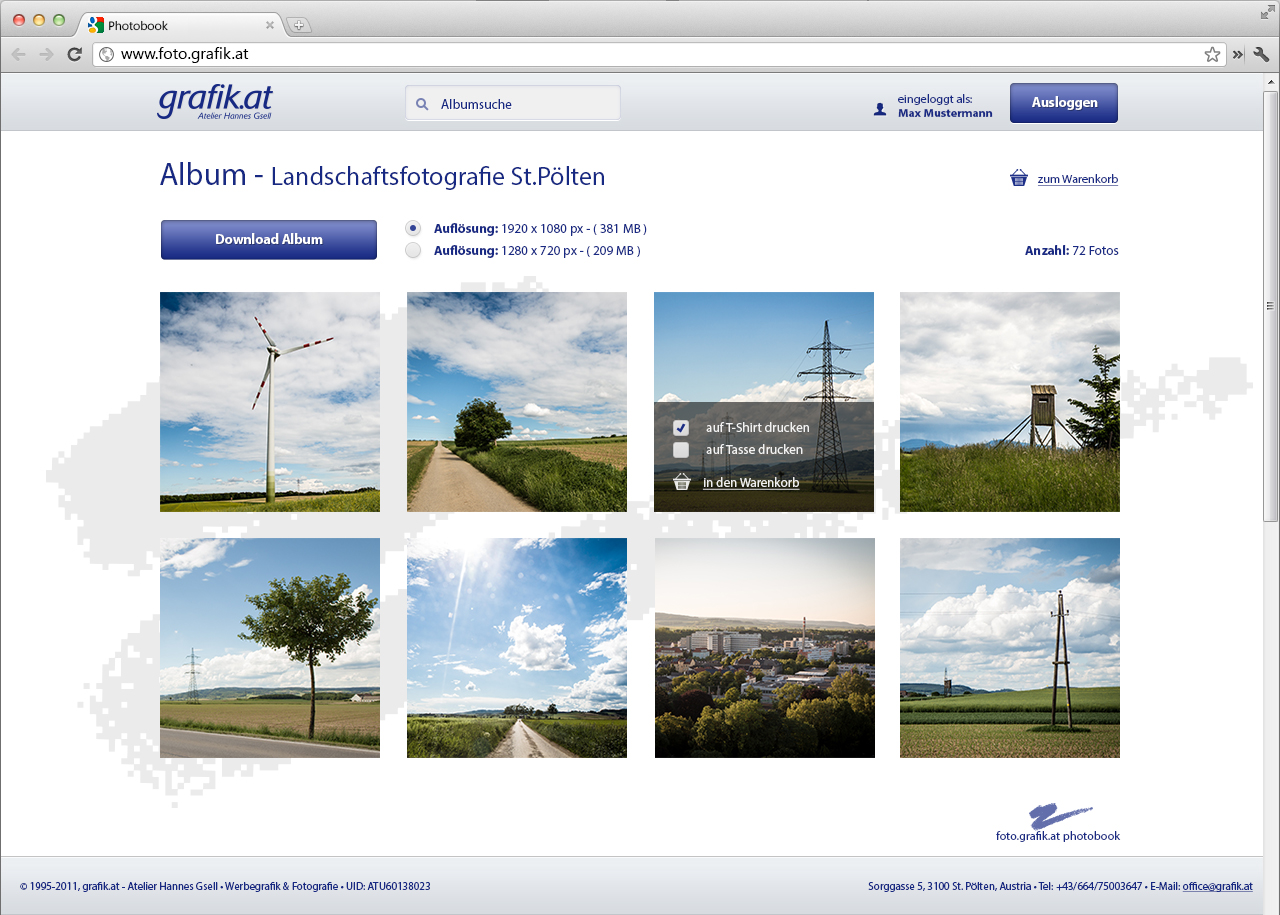 Photobook
www.foto.grafik.at
grafik.at
Atelier Hannes Gsell
Albumsuche
eingeloggt als:
Max Mustermann
Ausloggen
Album - Landschaftsfotografie St.Pölten
zum Warenkorb
Download Album
Auflösung: 1920 x 1080 px - ( 381 MB )
Auflösung: 1280 x 720 px - ( 209 MB )
Anzahl: 72 Fotos
auf T-Shirt drucken
auf Tasse drucken
In den Warenkorb
foto.grafik.at photobook
© 1995-2011, grafik.at - Atelier Hannes Gsell • Werbegrafik & Fotografie • UID: ATU60138023
Sorggasse 5, 3100 St. Pölten, Austria • Tel: +43/664/75003647 • E-Mail: office@grafik.at